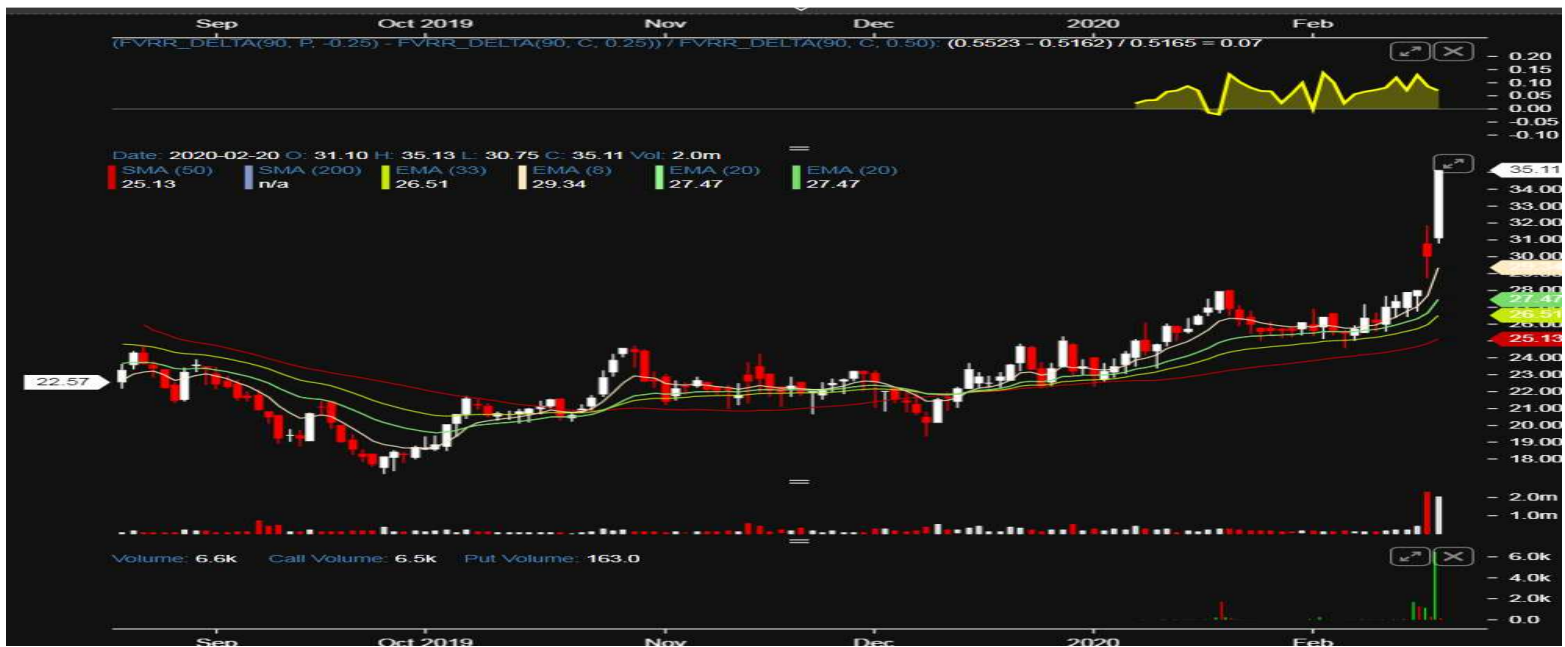 Sep Oct 2019 Nov Dec 2020 Feb
(FVRR_DELTA(90, P, -0.25) - FVRR_DELTA(90, C, 0.25)) / FVRR_DELTA(90, C, 0.50): (0.5523 - 0.5162) / 0.5165 = 0.07
0.20
0.15
0.10
0.05
0.00
-0.05
-0.10
Date: 2020-02-20 O: 31.10 H: 35.13 L: 30.75 C: 35.11 Vol: 2.0m
SMA (50) SMA (200) EMA (33) EMA (8) EMA (20) EMA (20)
25.13 n/a 26.51 29.34 27.47 27.47
35.11
34.00
33.00
32.00
31.00
30.00
28.00
27.47
26.51
26.00
25.13
24.00
23.00
22.57
22.00
21.00
20.00
19.00
18.00
2.0m
1.0m
Volume: 6.6k Call Volume: 6.5k Put Volume: 163.0
6.0k
4.0k
2.0k
0.0
Sep Oct 2019 Nov Dec 2020 Feb